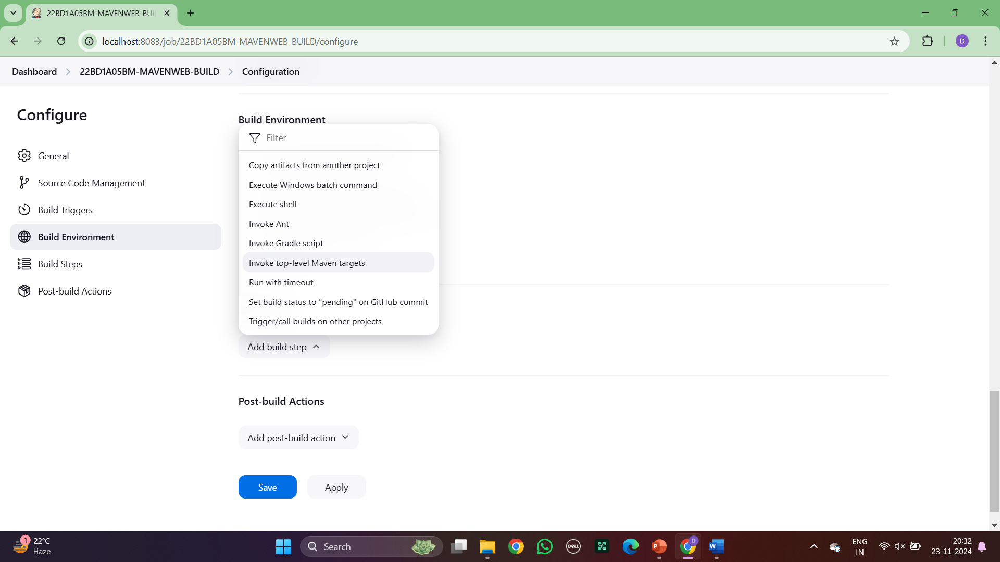 22BD1A05BM-MAVENWEB-BUI
localhost:8083/job/22BD1A05BM-MAVENWEB-BUILD/configure
D
Dashboard
22BD1A05BM-MAVENWEB-BUILD
Configuration
Configure
General
Source Code Management
Build Triggers
Build Environment
Build Steps
Post-build Actions
Build Environment
Filter
Copy artifacts from another project
Execute Windows batch command
Execute shell
Invoke Ant
Invoke Gradle script
Invoke top-level Maven targets
Run with timeout
Set build status to "pending" on GitHub commit
Trigger/call builds on other projects
Add build step
Post-build Actions
Add post-build action
Save
Apply
1
22°C
Haze
Search
DELL
P
D
W
ENG
IN
20:32
23-11-2024